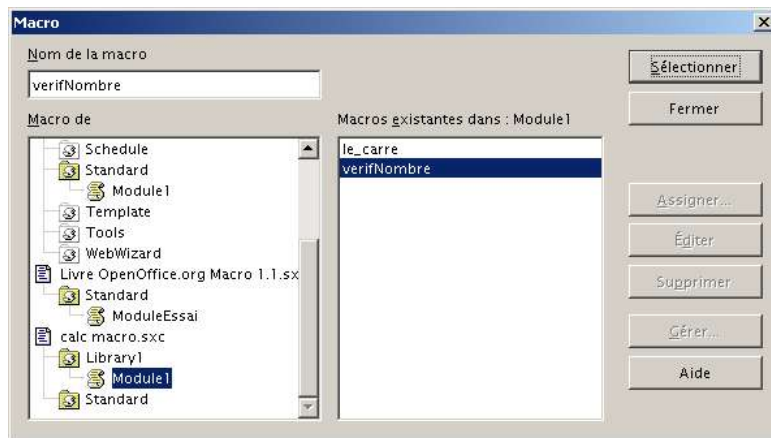 Macro
Nom de la macro
verifNombre
Macro de
Schedule
Standard
Module1
Template
Tools
WebWizard
Livre OpenOffice.org Macro 1.1.sx
Standard
ModuleEssai
calc macro.sxc
Library1
Module1
Standard
Macros existantes dans : Module1
le_carre
verifNombre
Sélectionner
Fermer
Assigner...
Éditer
Supprimer
Gérer...
Aide